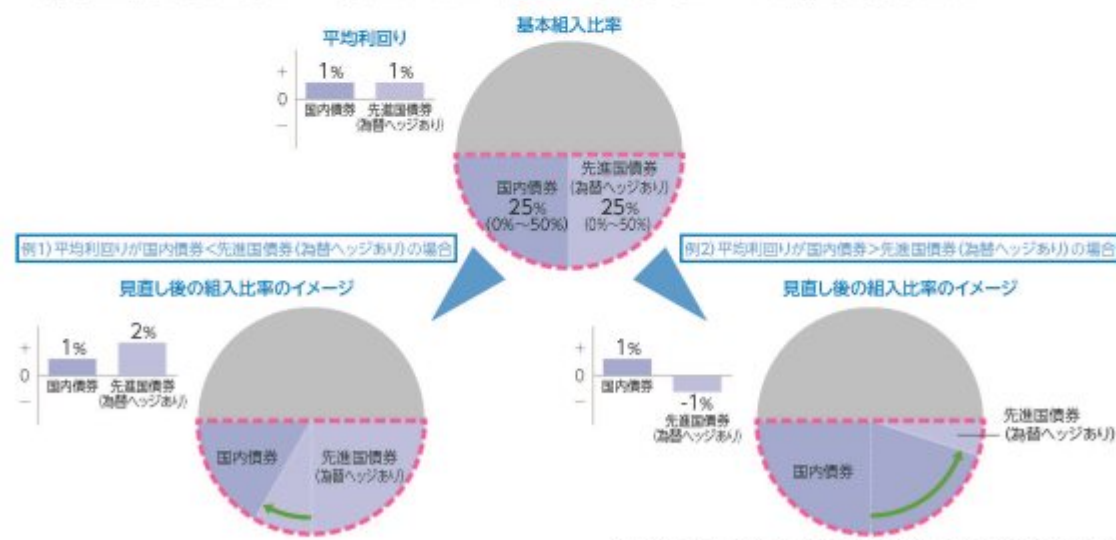 基本組入比率
平均利回り
+
0
−
1%
1%
国内債券
先進国債券
(為替ヘッジあり)
国内債券
25%
(0%～50%)
先進国債券
(為替ヘッジあり)
25%
(0%～50%)
例1) 平均利回りが国内債券<先進国債券(為替ヘッジあり)の場合
見直し後の組入比率のイメージ
+
0
−
1%
2%
国内債券
先進国債券
(為替ヘッジあり)
国内債券
先進国債券
(為替ヘッジあり)
例2) 平均利回りが国内債券>先進国債券(為替ヘッジあり)の場合
見直し後の組入比率のイメージ
+
0
−
1%
国内債券
-1%
先進国債券
(為替ヘッジあり)
国内債券
先進国債券
(為替ヘッジあり)